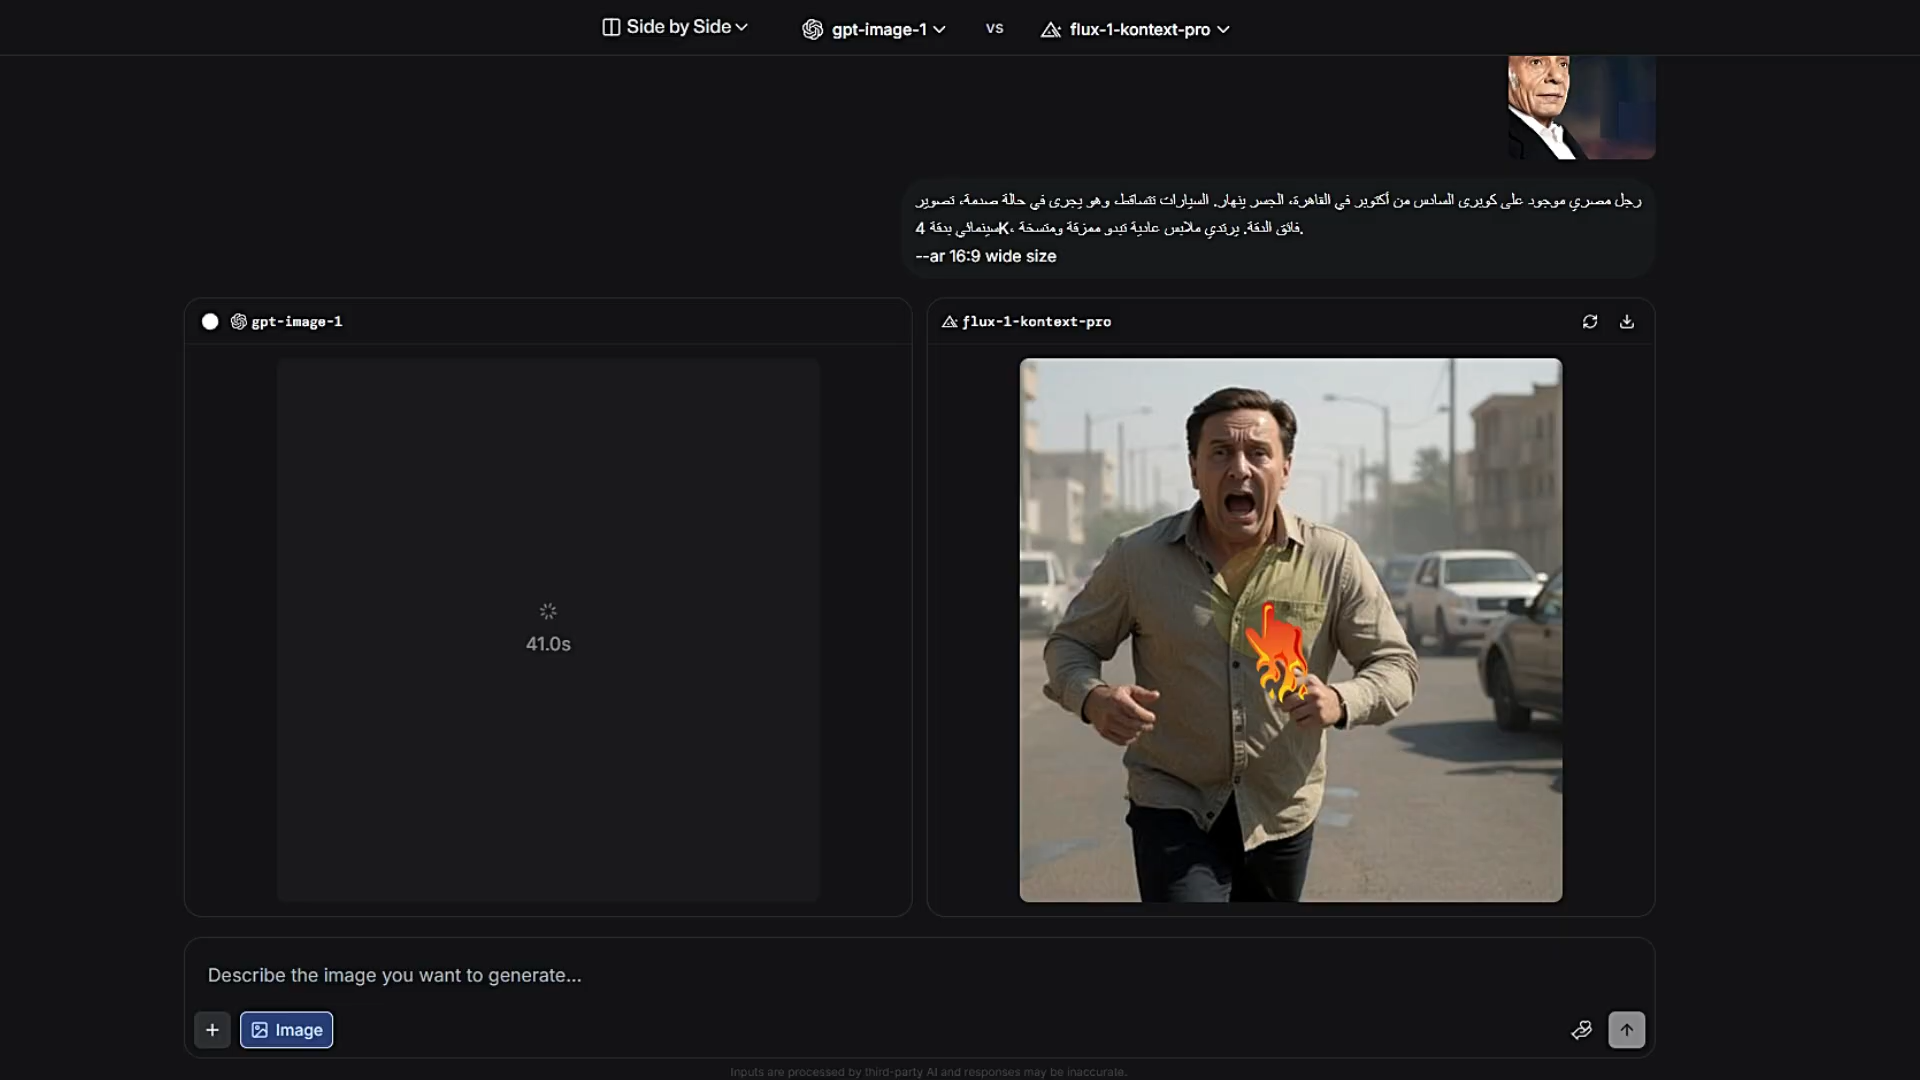 Side by Side
gpt-image-1
vs
flux-1-kontext-pro
رجل مصري موجود على كوبرى السادس من أكتوبر في القاهرة، الجسر ينهار. السيارات تتساقط، وهو يجرى في حالة صدمة، تصوير
سينمائي بدقة 4K، فائق الدقة. يرتدي ملابس عادية تبدو ممزقة ومتسخة.
--ar 16:9 wide size
gpt-image-1
flux-1-kontext-pro
41.0s
Describe the image you want to generate...
Image
Inputs are processed by third-party AI and responses may be inaccurate.